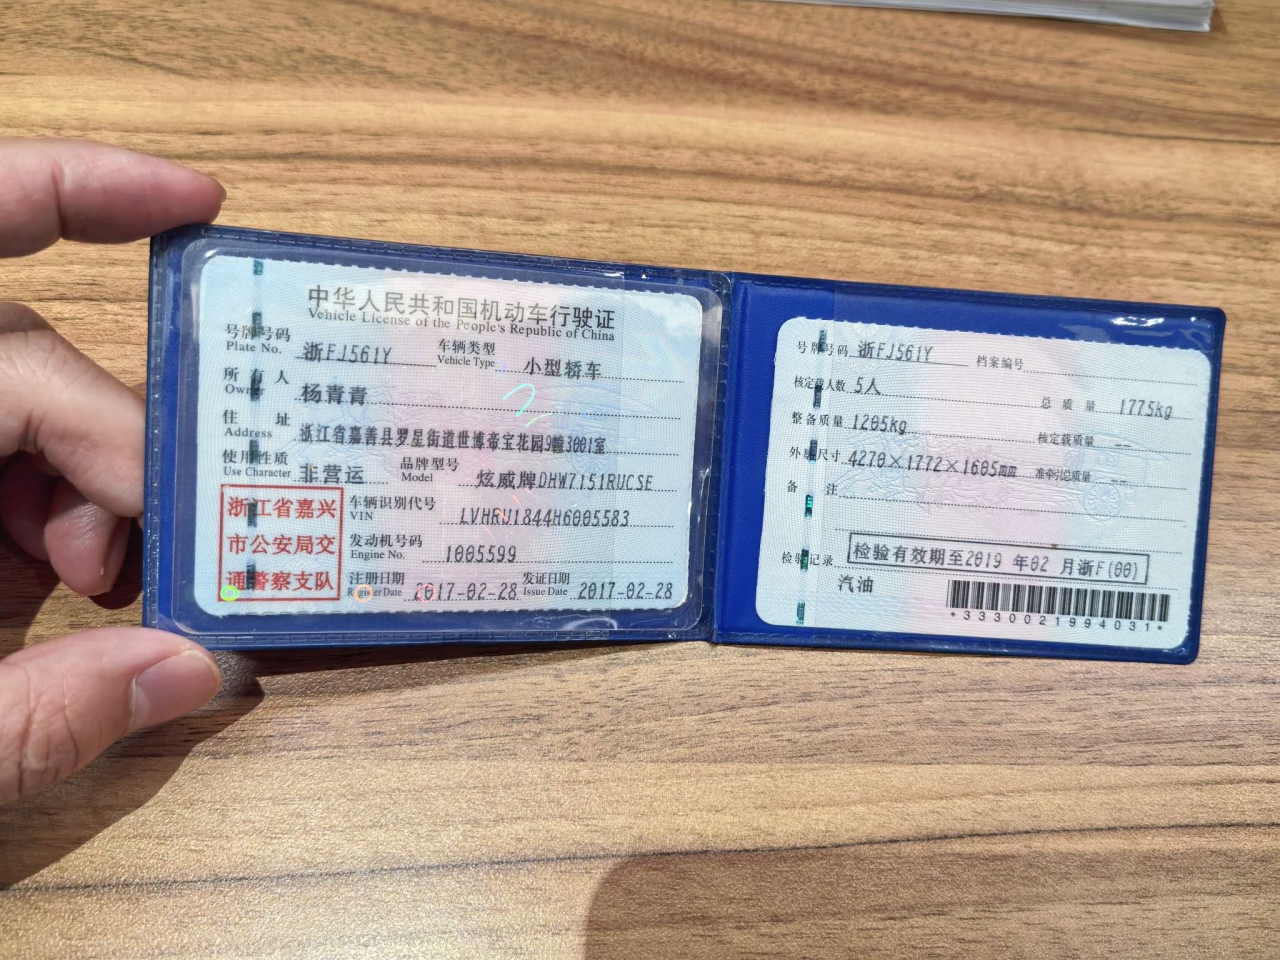 中华人民共和国机动车行驶证
Vehicle License of the People's Republic of China
号牌号码 浙FJ561Y 车辆类型 小型轿车
Plate No. Vehicle Type
所有人 杨青青
Owner
住址 浙江省嘉善县罗星街道世博帝宝花园9幢3001室
Address
使用性质 非营运 品牌型号 炫威牌DHW7151RUCSE
Use Character Model
浙江省嘉兴
市公安局交
通警察支队
车辆识别代号 LVHRU1844H6005583
VIN
发动机号码 1005599
Engine No.
注册日期 2017-02-28 发证日期 2017-02-28
Register Date Issue Date
号牌号码 浙FJ561Y 档案编号
核定载人数 5人 总质量 1775kg
整备质量 1205kg 核定载质量 --
外廓尺寸 4270×1772×1605mm 准牵引总质量 --
备注
检验记录 检验有效期至2019年02月浙F(00)
汽油
*3330021994031*